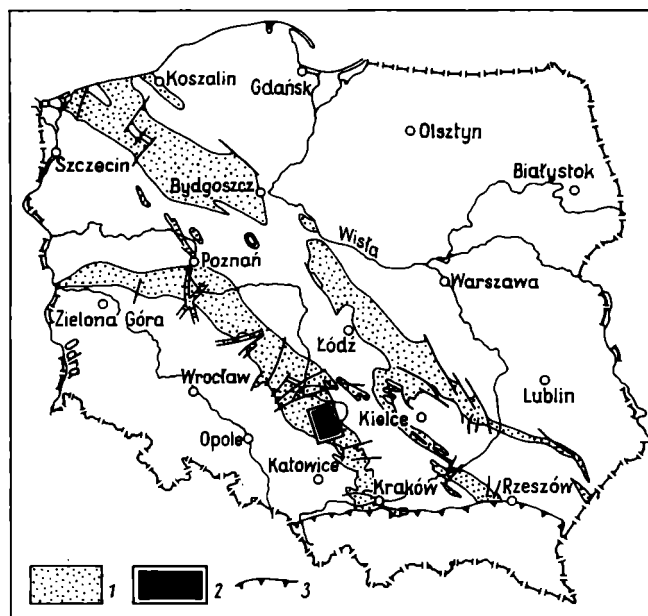 Koszalin
Gdańsk
Olsztyn
Szczecin
Białystok
Bydgoszcz
Wisła
Poznań
Warszawa
Zielona Góra
Łódź
Odra
Wrocław
Lublin
Kielce
Opole
Katowice
Kraków
Rzeszów
1 2 3